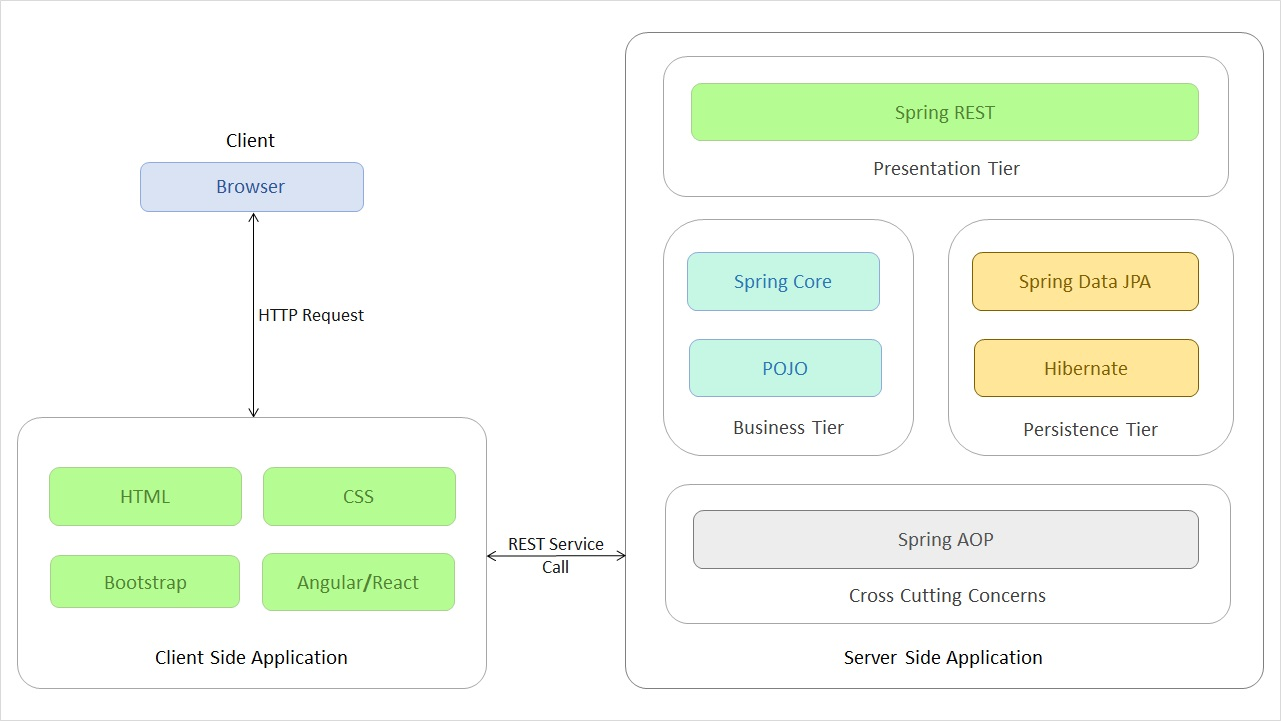 Client
Browser
HTTP Request
HTML
CSS
Bootstrap
Angular/React
Client Side Application
REST Service
Call
Spring REST
Presentation Tier
Spring Core
POJO
Business Tier
Spring Data JPA
Hibernate
Persistence Tier
Spring AOP
Cross Cutting Concerns
Server Side Application